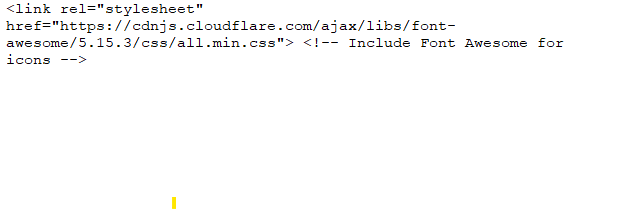 <link rel="stylesheet"
href="https://cdnjs.cloudflare.com/ajax/libs/font-
awesome/5.15.3/css/all.min.css"> <!-- Include Font Awesome for
icons -->